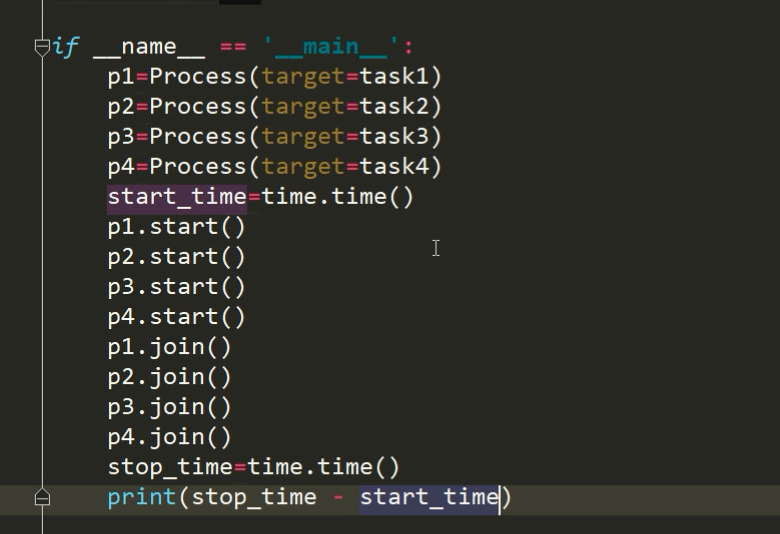 if __name__ == '__main__':
    p1=Process(target=task1)
    p2=Process(target=task2)
    p3=Process(target=task3)
    p4=Process(target=task4)
    start_time=time.time()
    p1.start()
    p2.start()
    p3.start()
    p4.start()
    p1.join()
    p2.join()
    p3.join()
    p4.join()
    stop_time=time.time()
    print(stop_time - start_time)